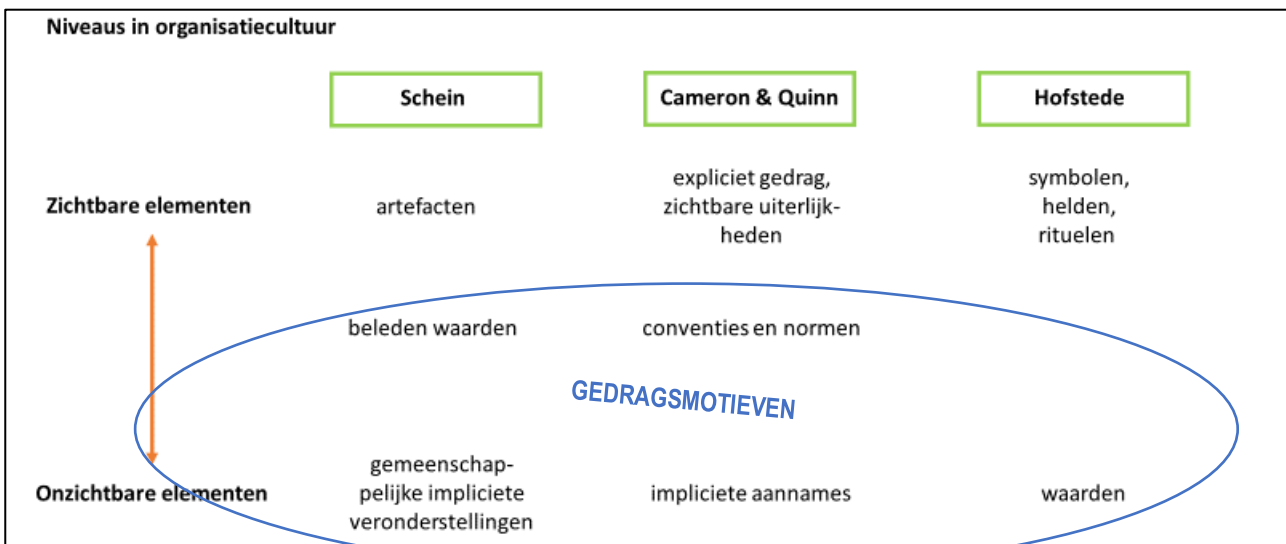 Niveaus in organisatiecultuur
Schein
Cameron & Quinn
Hofstede
Zichtbare elementen
artefacten
expliciet gedrag,
zichtbare uiterlijk-
heden
symbolen,
helden,
rituelen
beleden waarden
conventies en normen
GEDRAGSMOTIEVEN
Onzichtbare elementen
gemeenschap-
pelijke impliciete
veronderstellingen
impliciete aannames
waarden